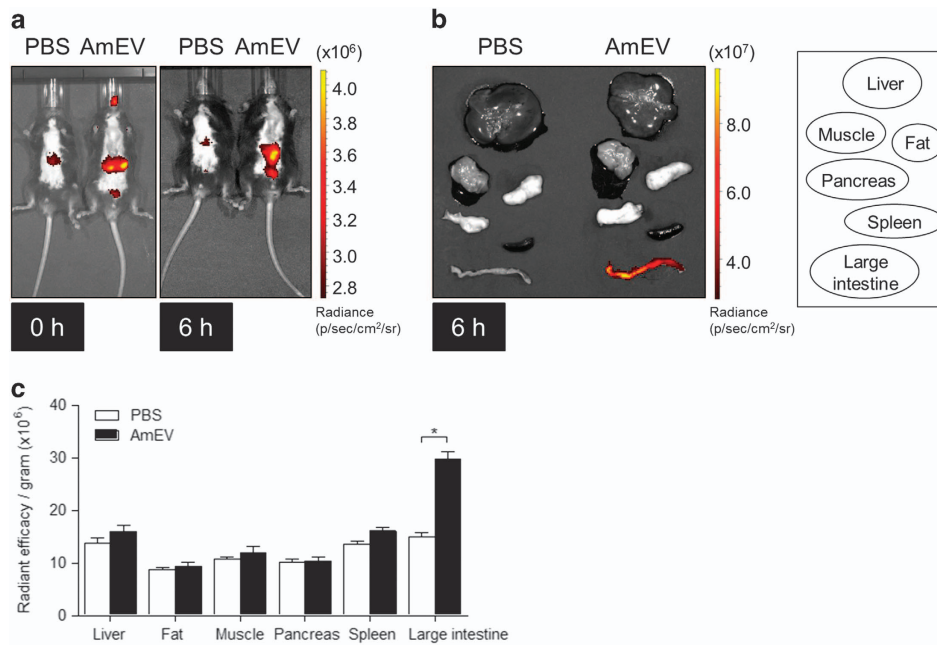 a
PBS AmEV PBS AmEV
(x10⁶)
4.0
3.8
3.6
3.4
3.2
3.0
2.8
Radiance
(p/sec/cm²/sr)
0 h
6 h
b
PBS AmEV
(x10⁷)
8.0
6.0
4.0
Radiance
(p/sec/cm²/sr)
6 h
Liver
Muscle
Fat
Pancreas
Spleen
Large
intestine
c
Radiant efficacy / gram (x10⁶)
40
30
20
10
0
PBS
AmEV
*
Liver Fat Muscle Pancreas Spleen Large intestine